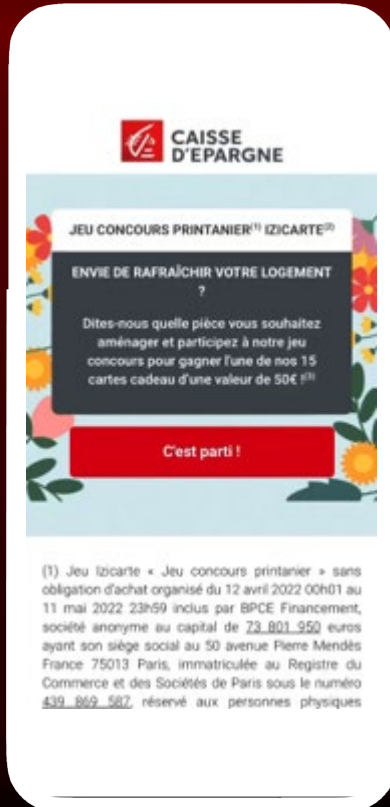 CAISSE
D'EPARGNE
JEU CONCOURS PRINTANIER⁽¹⁾ IZICARTE⁽²⁾
ENVIE DE RAFRAÎCHIR VOTRE LOGEMENT
?
Dites-nous quelle pièce vous souhaitez
aménager et participez à notre jeu
concours pour gagner l'une de nos 15
cartes cadeau d'une valeur de 50€ !⁽³⁾
C'est parti !
(1) Jeu Izicarte « Jeu concours printanier » sans
obligation d'achat organisé du 12 avril 2022 00h01 au
11 mai 2022 23h59 inclus par BPCE Financement,
société anonyme au capital de 73 801 950 euros
ayant son siège social au 50 avenue Pierre Mendès
France 75013 Paris, immatriculée au Registre du
Commerce et des Sociétés de Paris sous le numéro
439 869 587, réservé aux personnes physiques